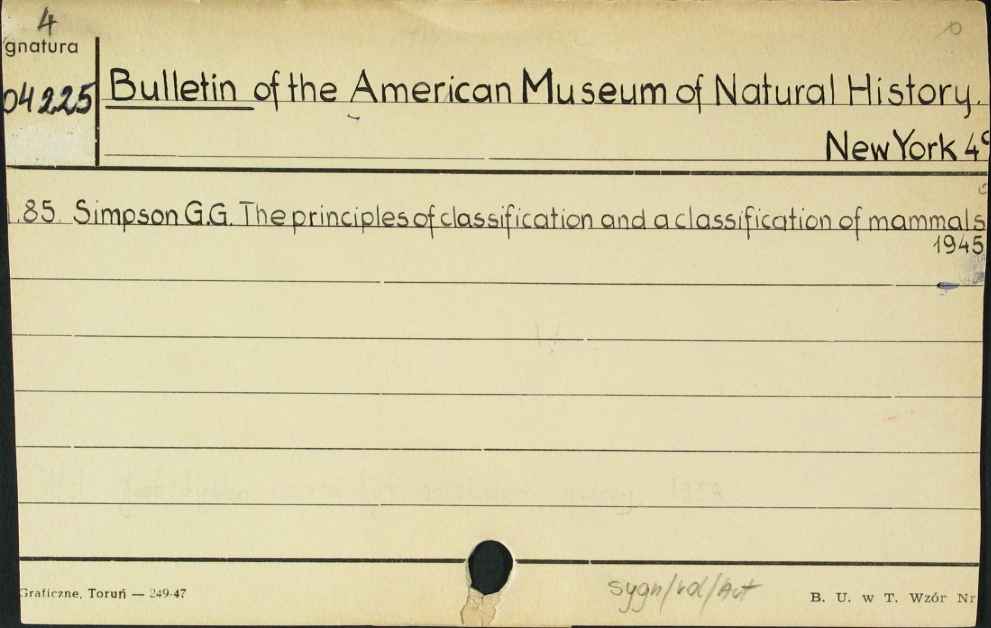 4
gnatura
04225
Bulletin of the American Museum of Natural History.
New York 4°
.85. Simpson G.G. The principles of classification and a classification of mammals
1945
Graficzne, Toruń — 249-47
sygn/vol/Aut
B. U. w T. Wzór Nr